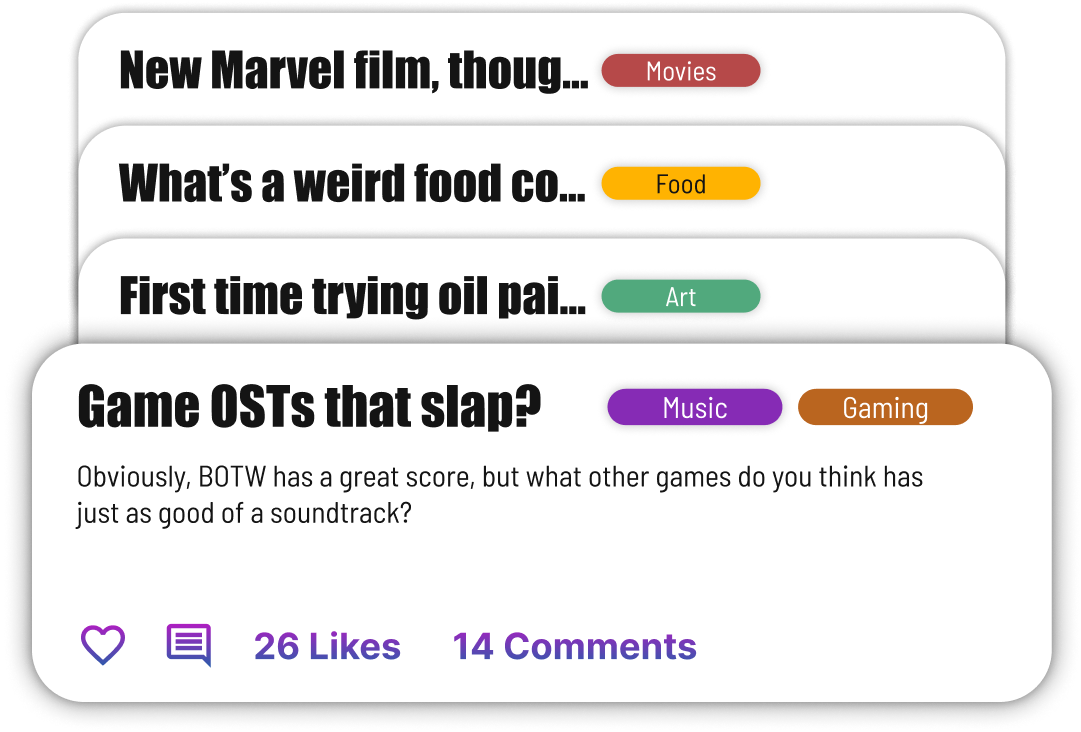 New Marvel film, thoug... Movies
What’s a weird food co... Food
First time trying oil pai... Art
Game OSTs that slap? Music Gaming
Obviously, BOTW has a great score, but what other games do you think has
just as good of a soundtrack?
26 Likes 14 Comments